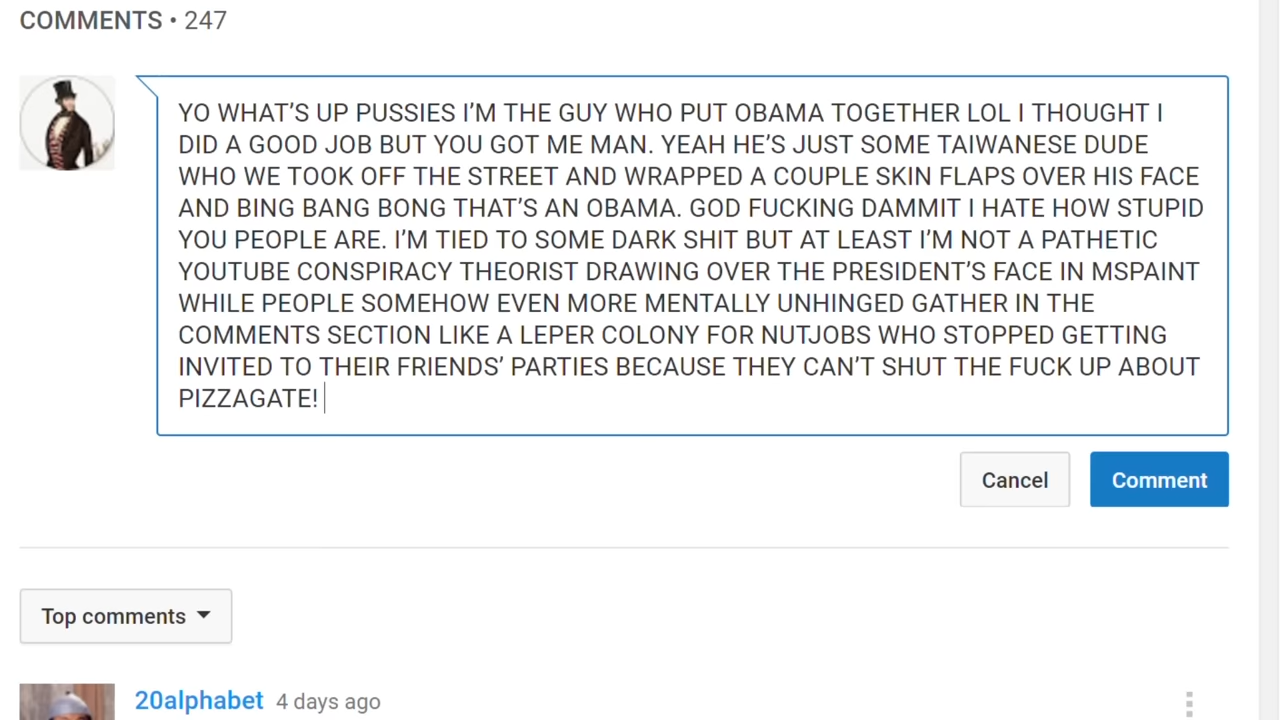 COMMENTS • 247
YO WHAT’S UP PUSSIES I’M THE GUY WHO PUT OBAMA TOGETHER LOL I THOUGHT I
DID A GOOD JOB BUT YOU GOT ME MAN. YEAH HE’S JUST SOME TAIWANESE DUDE
WHO WE TOOK OFF THE STREET AND WRAPPED A COUPLE SKIN FLAPS OVER HIS FACE
AND BING BANG BONG THAT’S AN OBAMA. GOD FUCKING DAMMIT I HATE HOW STUPID
YOU PEOPLE ARE. I’M TIED TO SOME DARK SHIT BUT AT LEAST I’M NOT A PATHETIC
YOUTUBE CONSPIRACY THEORIST DRAWING OVER THE PRESIDENT’S FACE IN MSPAINT
WHILE PEOPLE SOMEHOW EVEN MORE MENTALLY UNHINGED GATHER IN THE
COMMENTS SECTION LIKE A LEPER COLONY FOR NUTJOBS WHO STOPPED GETTING
INVITED TO THEIR FRIENDS’ PARTIES BECAUSE THEY CAN’T SHUT THE FUCK UP ABOUT
PIZZAGATE!
Cancel Comment
Top comments
20alphabet 4 days ago